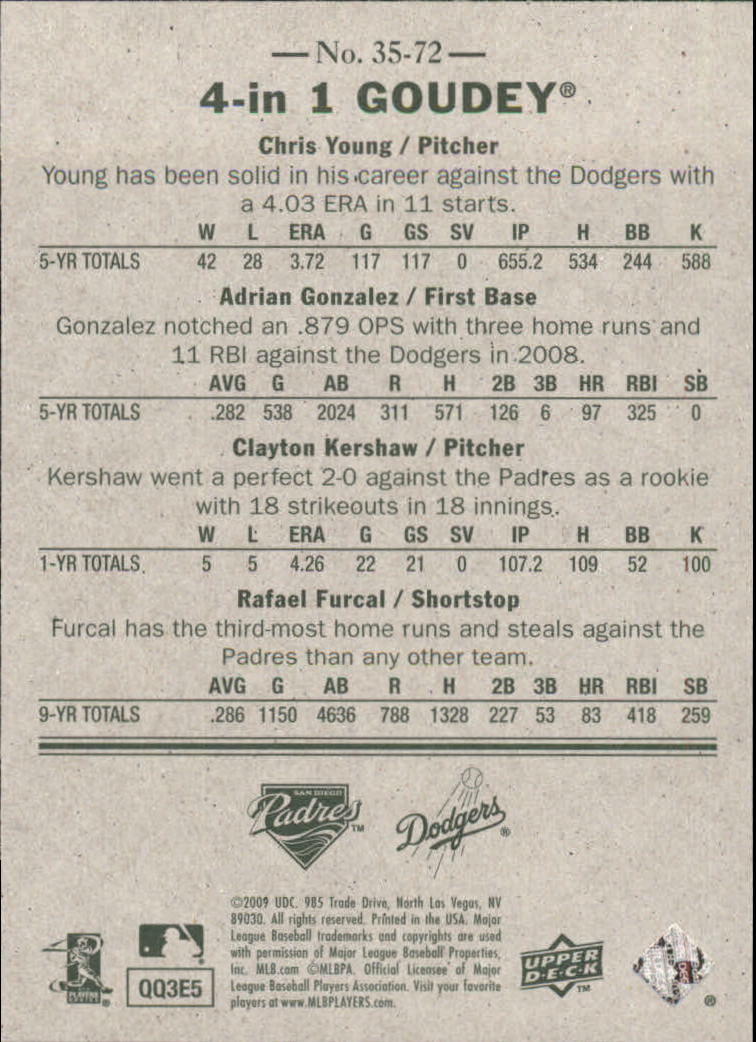 — No. 35-72 —
4-in 1 GOUDEY®
Chris Young / Pitcher
Young has been solid in his career against the Dodgers with
a 4.03 ERA in 11 starts.
W L ERA G GS SV IP H BB K
5-YR TOTALS 42 28 3.72 117 117 0 655.2 534 244 588
Adrian Gonzalez / First Base
Gonzalez notched an .879 OPS with three home runs and
11 RBI against the Dodgers in 2008.
AVG G AB R H 2B 3B HR RBI SB
5-YR TOTALS .282 538 2024 311 571 126 6 97 325 0
Clayton Kershaw / Pitcher
Kershaw went a perfect 2-0 against the Padres as a rookie
with 18 strikeouts in 18 innings.
W L ERA G GS SV IP H BB K
1-YR TOTALS 5 5 4.26 22 21 0 107.2 109 52 100
Rafael Furcal / Shortstop
Furcal has the third-most home runs and steals against the
Padres than any other team.
AVG G AB R H 2B 3B HR RBI SB
9-YR TOTALS .286 1150 4636 788 1328 227 53 83 418 259
SAN DIEGO
Padres™
Dodgers®
©2009 UDC. 985 Trade Drive, North Las Vegas, NV
89030. All rights reserved. Printed in the USA. Major
League Baseball trademarks and copyrights are used
with permission of Major League Baseball Properties,
Inc. MLB.com ©MLBPA. Official Licensee of Major
League Baseball Players Association. Visit your favorite
players at www.MLBPLAYERS.com.
QQ3E5
UPPER
D·E·C·K™
®